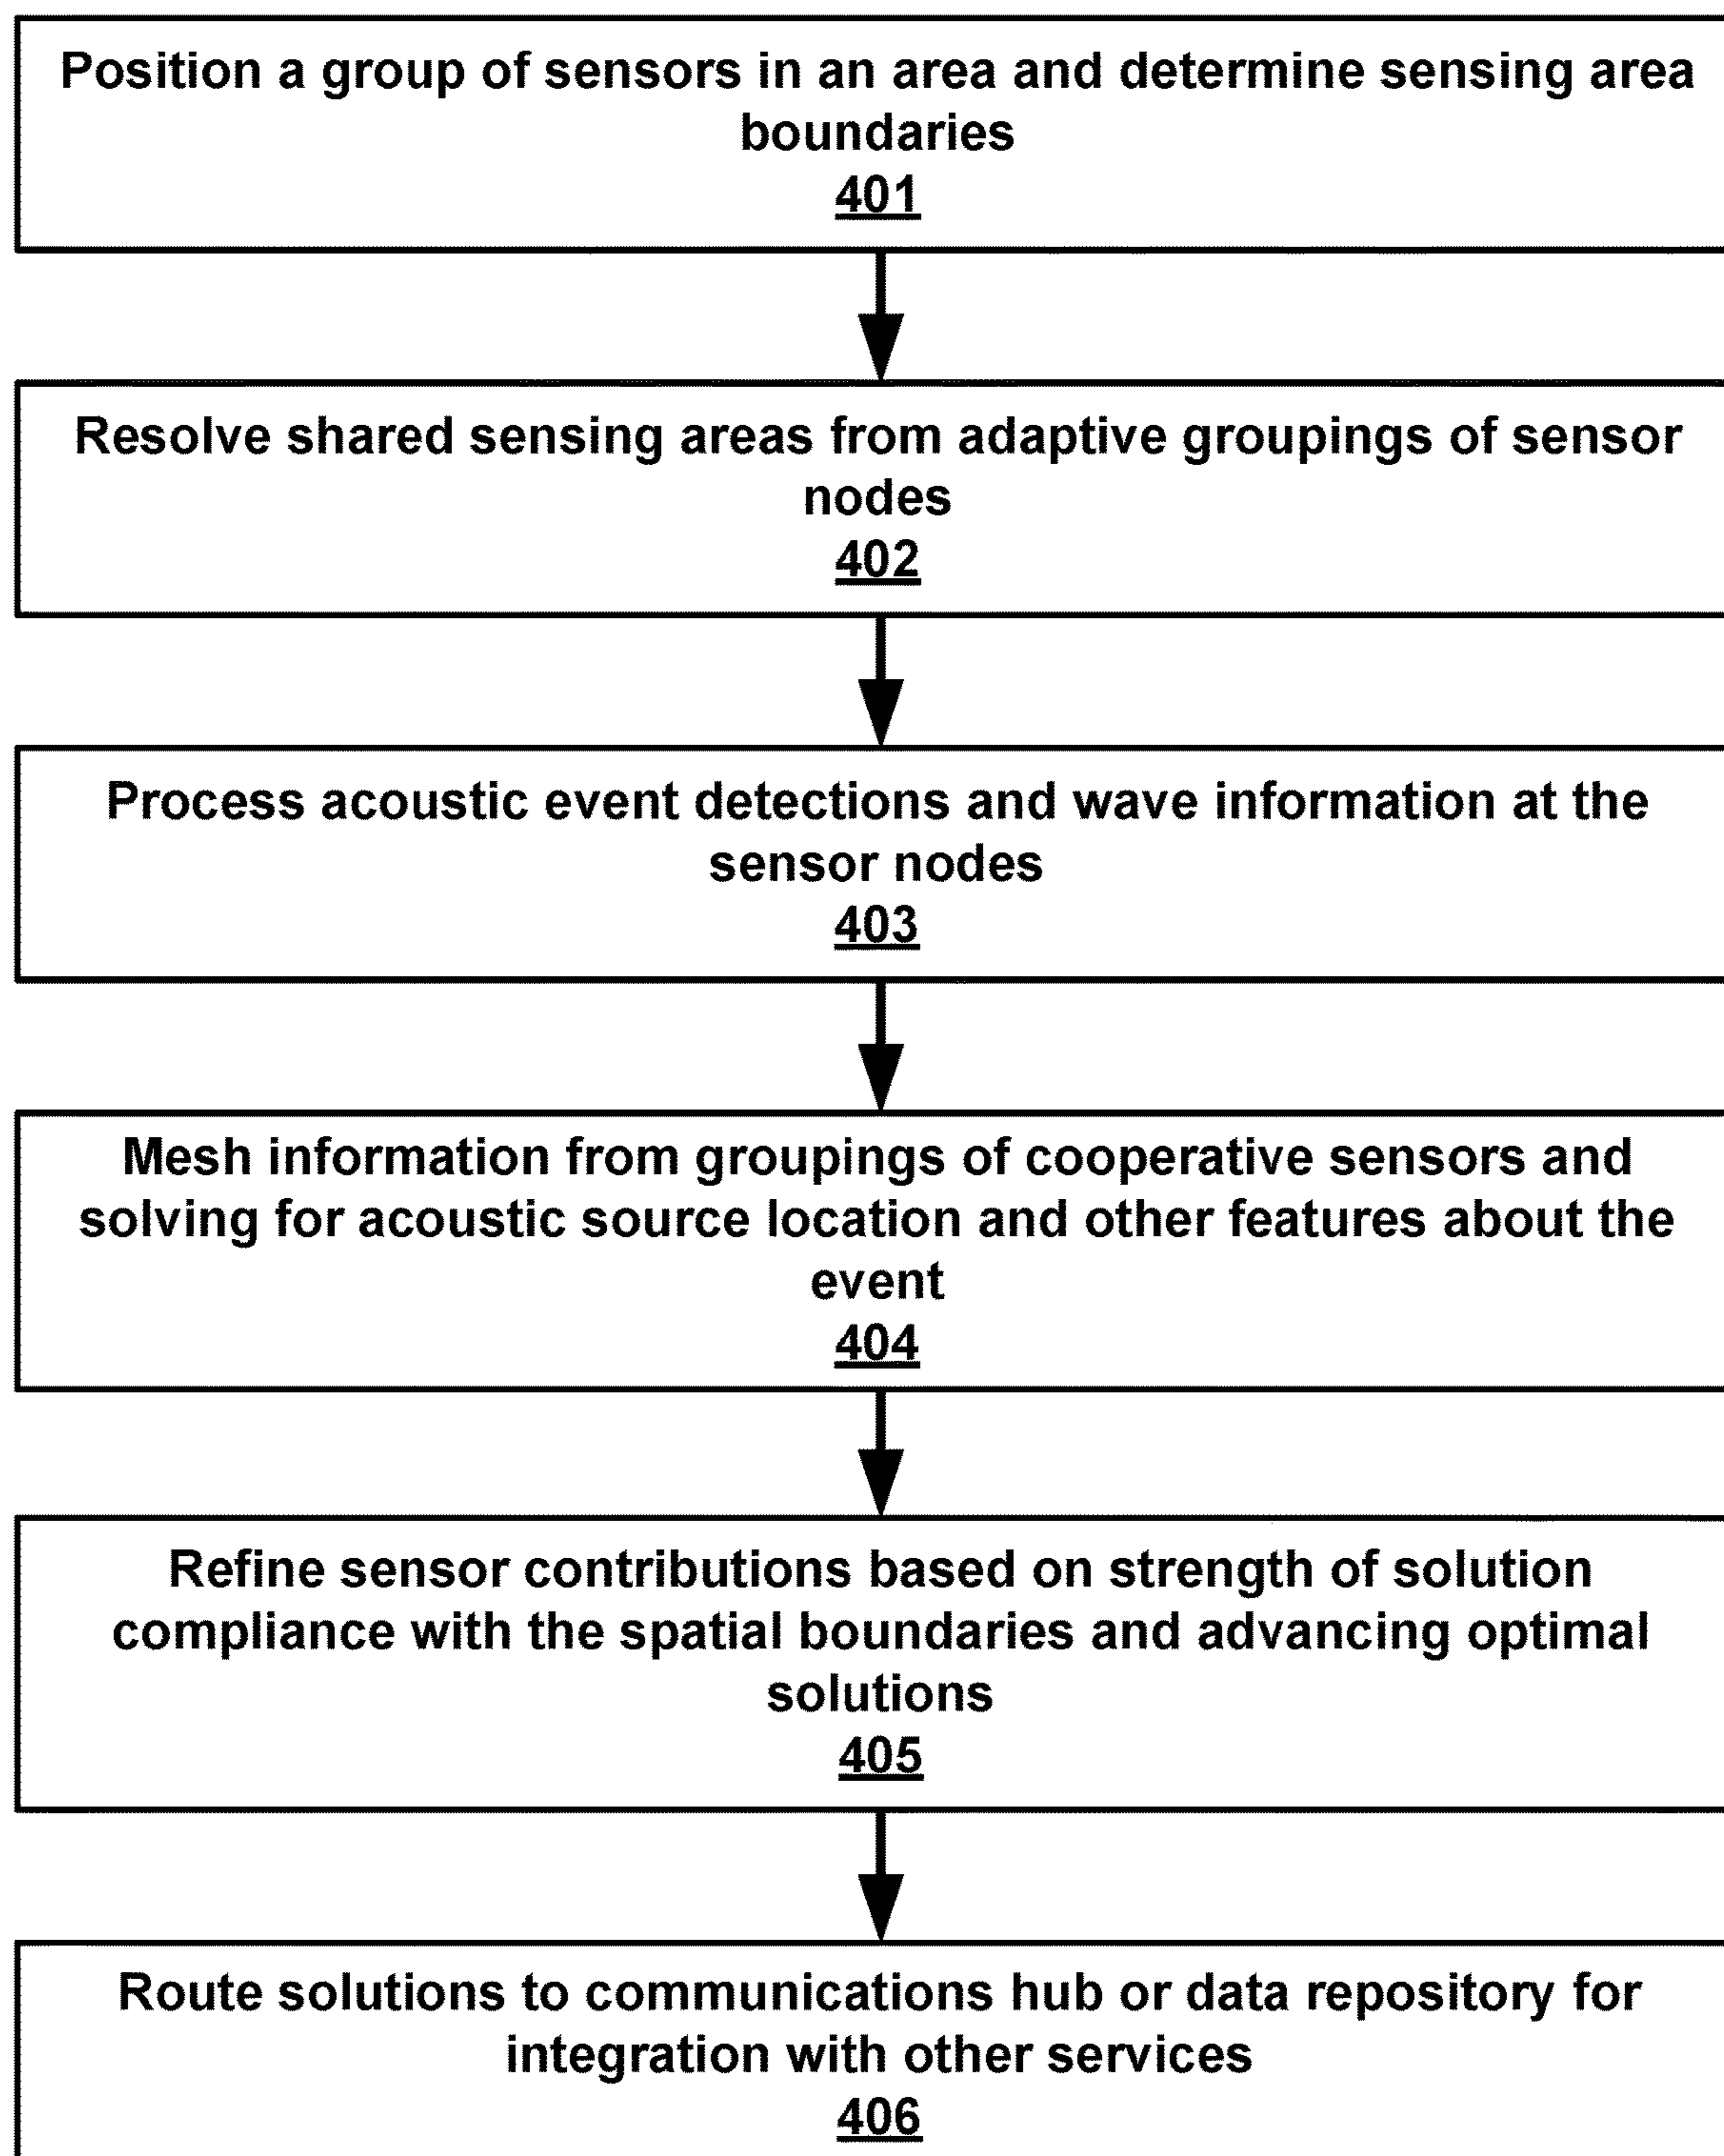 Position a group of sensors in an area and determine sensing area
boundaries
401
Resolve shared sensing areas from adaptive groupings of sensor
nodes
402
Process acoustic event detections and wave information at the
sensor nodes
403
Mesh information from groupings of cooperative sensors and
solving for acoustic source location and other features about the
event
404
Refine sensor contributions based on strength of solution
compliance with the spatial boundaries and advancing optimal
solutions
405
Route solutions to communications hub or data repository for
integration with other services
406